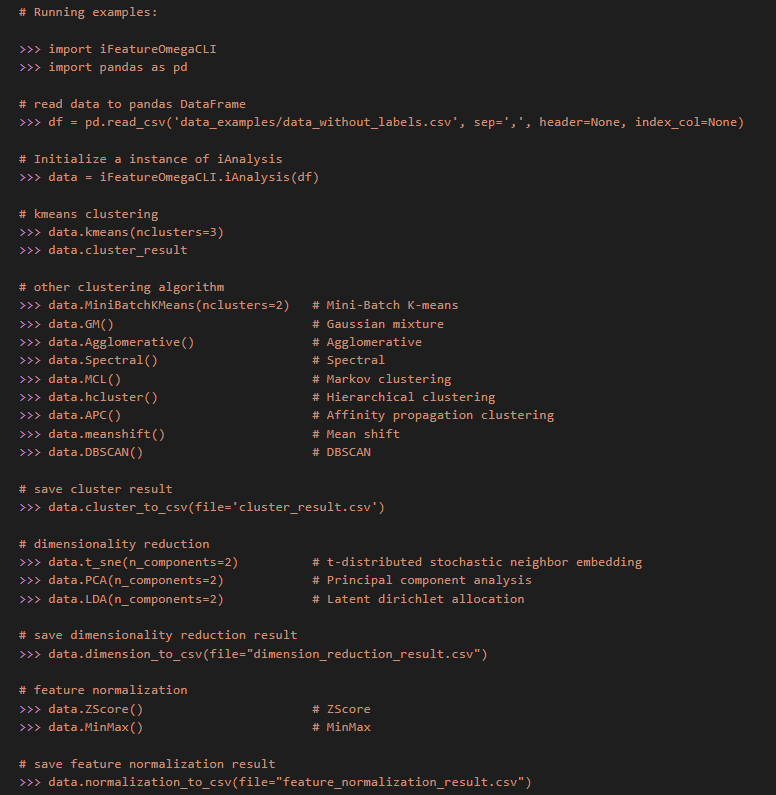 # Running examples:
>>> import iFeatureOmegaCLI
>>> import pandas as pd
# read data to pandas DataFrame
>>> df = pd.read_csv('data_examples/data_without_labels.csv', sep=',', header=None, index_col=None)
# Initialize a instance of iAnalysis
>>> data = iFeatureOmegaCLI.iAnalysis(df)
# kmeans clustering
>>> data.kmeans(nclusters=3)
>>> data.cluster_result
# other clustering algorithm
>>> data.MiniBatchKMeans(nclusters=2)   # Mini-Batch K-means
>>> data.GM()                           # Gaussian mixture
>>> data.Agglomerative()                # Agglomerative
>>> data.Spectral()                     # Spectral
>>> data.MCL()                          # Markov clustering
>>> data.hcluster()                     # Hierarchical clustering
>>> data.APC()                          # Affinity propagation clustering
>>> data.meanshift()                    # Mean shift
>>> data.DBSCAN()                       # DBSCAN
# save cluster result
>>> data.cluster_to_csv(file='cluster_result.csv')
# dimensionality reduction
>>> data.t_sne(n_components=2)          # t-distributed stochastic neighbor embedding
>>> data.PCA(n_components=2)            # Principal component analysis
>>> data.LDA(n_components=2)            # Latent dirichlet allocation
# save dimensionality reduction result
>>> data.dimension_to_csv(file="dimension_reduction_result.csv")
# feature normalization
>>> data.ZScore()                       # ZScore
>>> data.MinMax()                       # MinMax
# save feature normalization result
>>> data.normalization_to_csv(file="feature_normalization_result.csv")